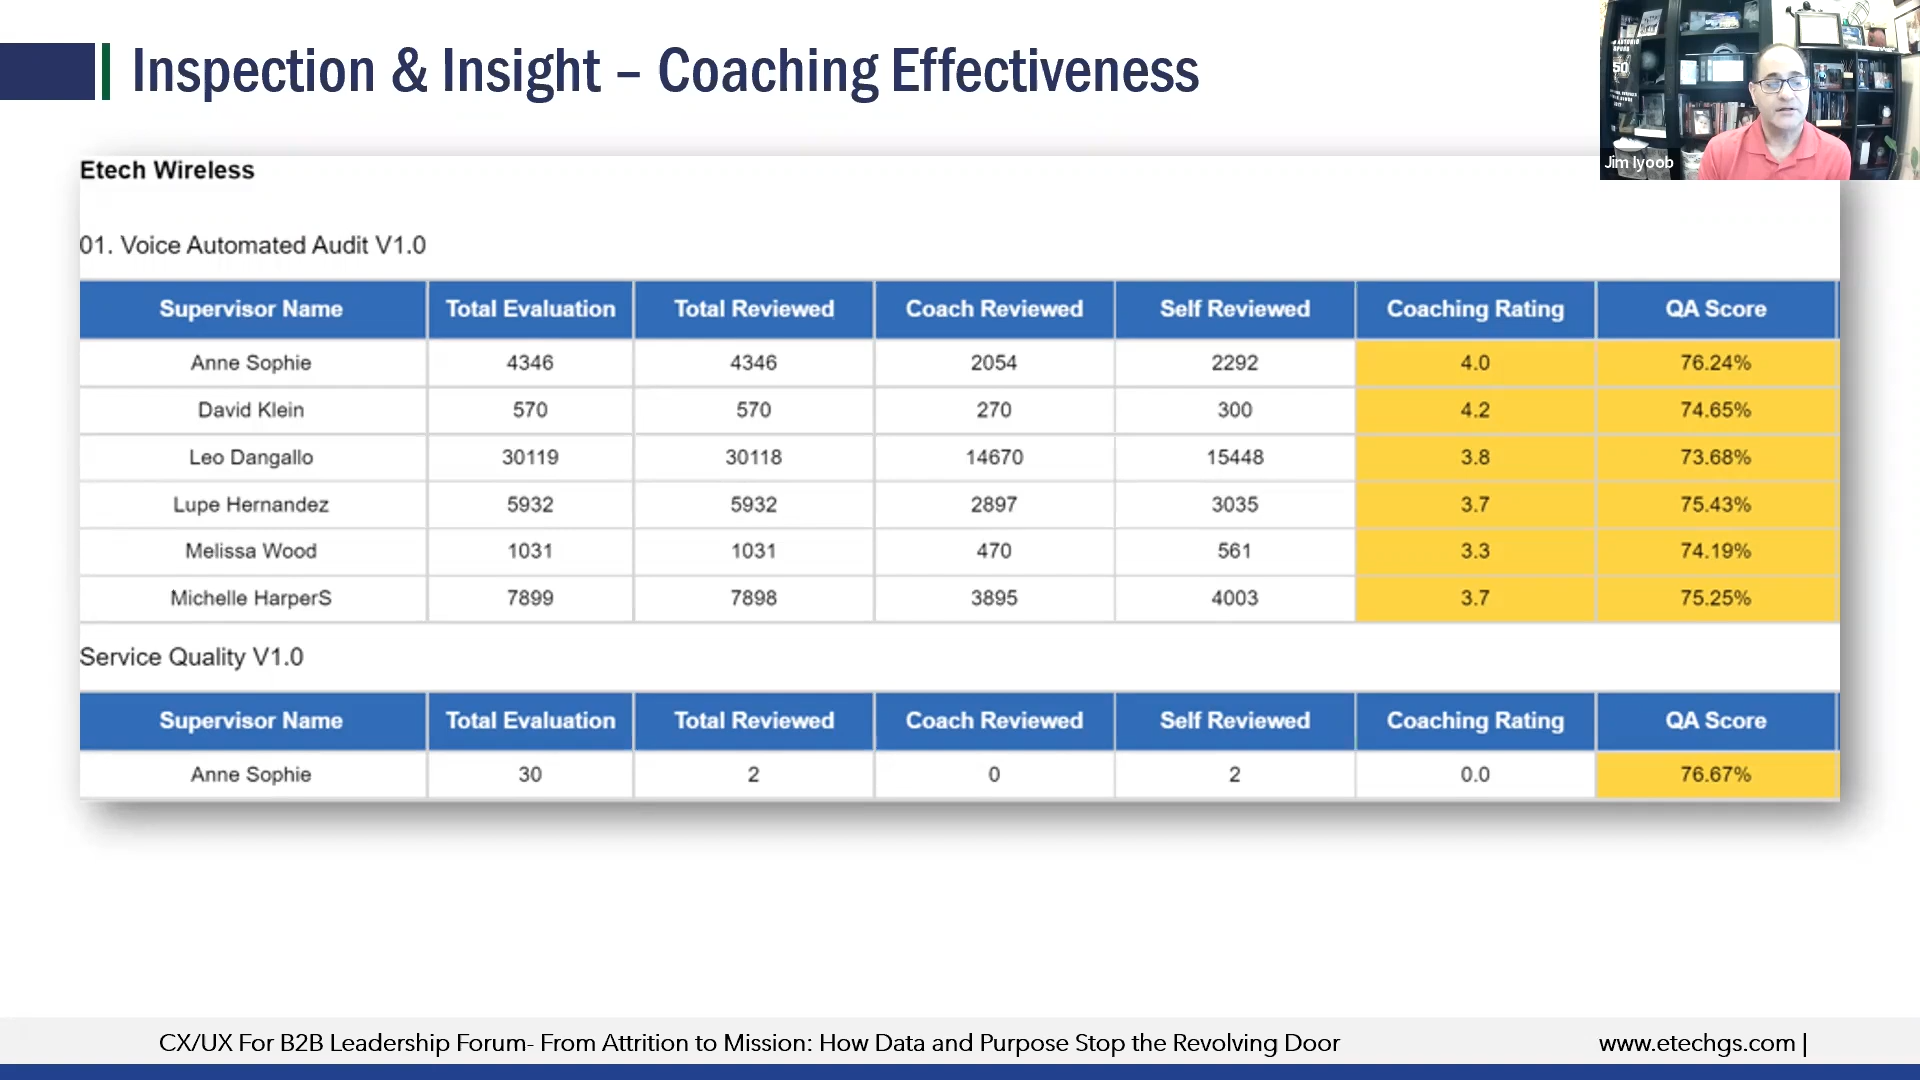 Inspection & Insight – Coaching Effectiveness
Jim Iyoob
Etech Wireless
01. Voice Automated Audit V1.0
Supervisor Name Total Evaluation Total Reviewed Coach Reviewed Self Reviewed Coaching Rating QA Score
Anne Sophie 4346 4346 2054 2292 4.0 76.24%
David Klein 570 570 270 300 4.2 74.65%
Leo Dangallo 30119 30118 14670 15448 3.8 73.68%
Lupe Hernandez 5932 5932 2897 3035 3.7 75.43%
Melissa Wood 1031 1031 470 561 3.3 74.19%
Michelle HarperS 7899 7898 3895 4003 3.7 75.25%
Service Quality V1.0
Supervisor Name Total Evaluation Total Reviewed Coach Reviewed Self Reviewed Coaching Rating QA Score
Anne Sophie 30 2 0 2 0.0 76.67%
CX/UX For B2B Leadership Forum- From Attrition to Mission: How Data and Purpose Stop the Revolving Door
www.etechgs.com |